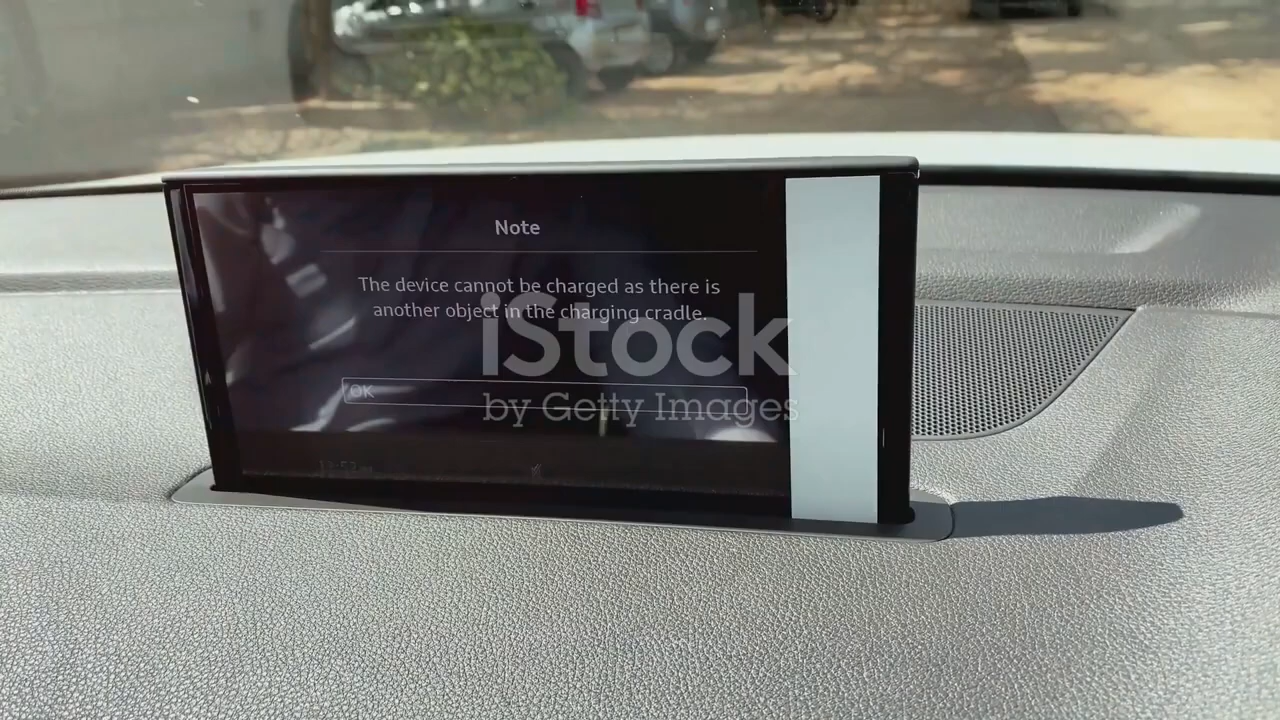 Note
The device cannot be charged as there is
another object in the charging cradle.
OK
iStock
by Getty Images